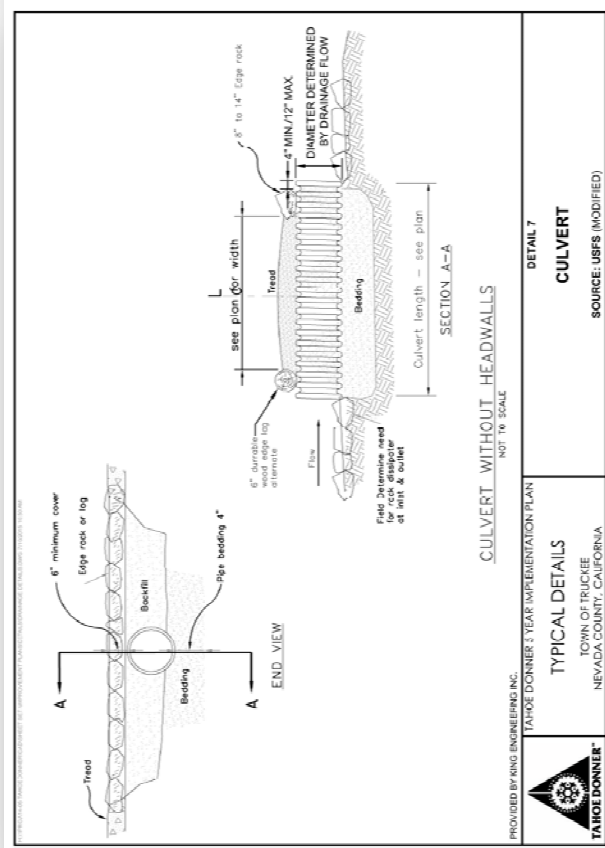 A
A
Tread
6" minimum cover
Edge rock or log
Backfill
Bedding
Pipe bedding 4"
END VIEW
L
see plan for width
8" to 14" Edge rock
4" MIN./12" MAX.
DIAMETER DETERMINED
BY DRAINAGE FLOW
6" durrable
wood edge log
alternate
Tread
Flow
Bedding
Field Determine need
for rock dissipater
at inlet & outlet
Culvert length – see plan
SECTION A–A
CULVERT WITHOUT HEADWALLS
NOT TO SCALE
PROVIDED BY KING ENGINEERING INC.
TAHOE DONNER
TAHOE DONNER 5 YEAR IMPLEMENTATION PLAN
TYPICAL DETAILS
TOWN OF TRUCKEE
NEVADA COUNTY, CALIFORNIA
DETAIL 7
CULVERT
SOURCE: USFS (MODIFIED)